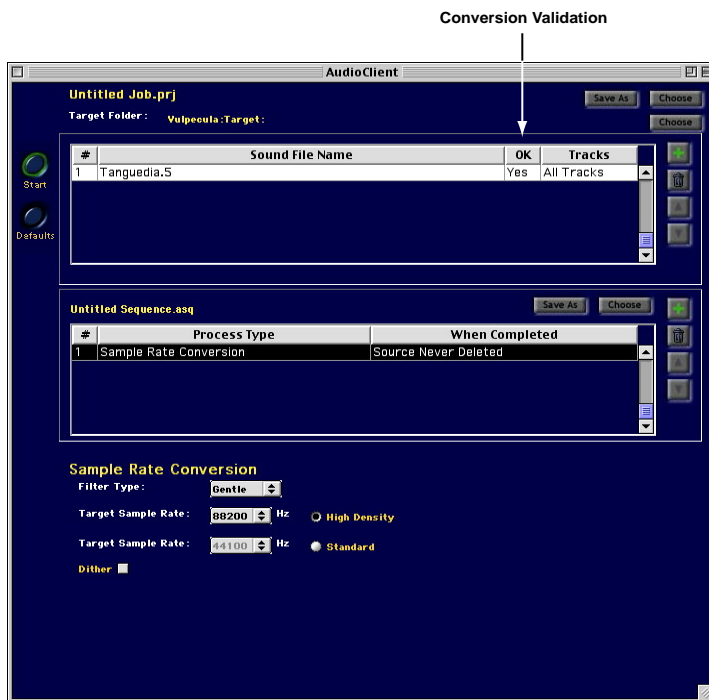 Conversion Validation
AudioClient
Untitled Job.prj
Save As Choose
Target Folder: Vulpecula:Target:
Choose
# Sound File Name OK Tracks
1 Tanguedia.5 Yes All Tracks
Start
Defaults
Untitled Sequence.asq
Save As Choose
# Process Type When Completed
1 Sample Rate Conversion Source Never Deleted
Sample Rate Conversion
Filter Type: Gentle
Target Sample Rate: 88200 Hz High Density
Target Sample Rate: 44100 Hz Standard
Dither